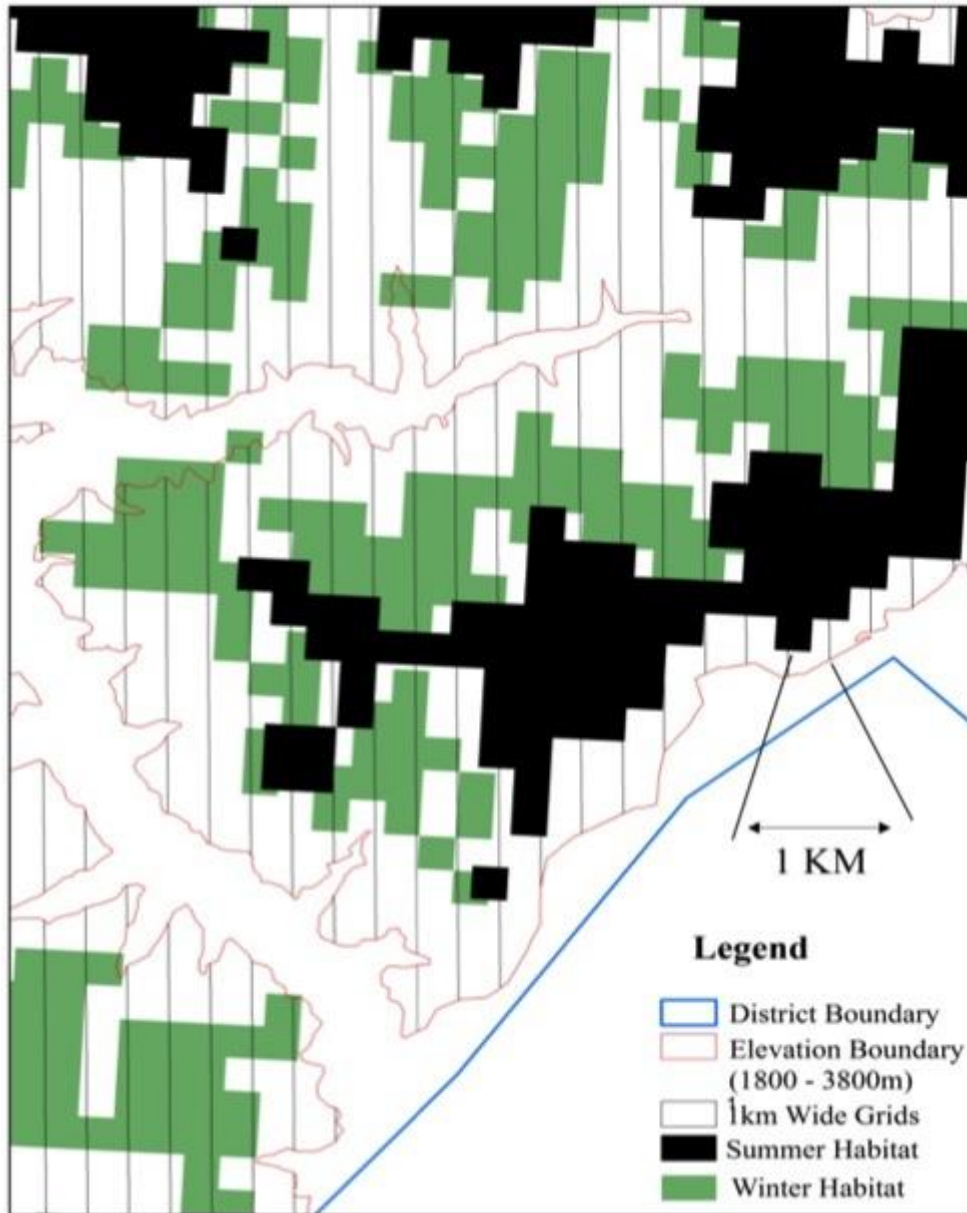 1 KM
Legend
District Boundary
Elevation Boundary
(1800 - 3800m)
1km Wide Grids
Summer Habitat
Winter Habitat